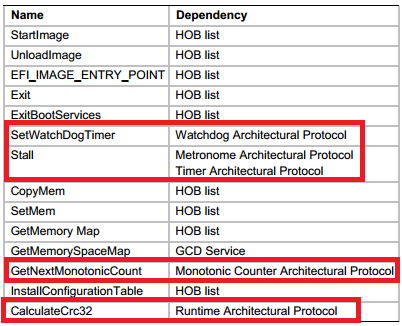 Name Dependency
StartImage HOB list
UnloadImage HOB list
EFI_IMAGE_ENTRY_POINT HOB list
Exit HOB list
ExitBootServices HOB list
SetWatchDogTimer Watchdog Architectural Protocol
Stall Metronome Architectural Protocol
Timer Architectural Protocol
CopyMem HOB list
SetMem HOB list
GetMemory Map HOB list
GetMemorySpaceMap GCD Service
GetNextMonotonicCount Monotonic Counter Architectural Protocol
InstallConfigurationTable HOB list
CalculateCrc32 Runtime Architectural Protocol